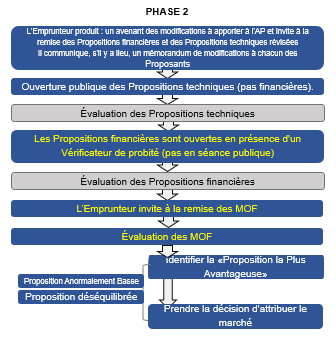 PHASE 2
L'Emprunteur produit : un avenant des modifications à apporter à l'AP et invite à la
remise des Propositions financières et des Propositions techniques révisées
Il communique, s'il y a lieu, un mémorandum de modifications à chacun des
Proposants
Ouverture publique des Propositions techniques (pas financières).
Évaluation des Propositions techniques
Les Propositions financières sont ouvertes en présence d'un
Vérificateur de probité (pas en séance publique)
Évaluation des Propositions financières
L'Emprunteur invite à la remise des MOF
Évaluation des MOF
Identifier la «Proposition la Plus
Avantageuse»
Proposition Anormalement Basse
Proposition déséquilibrée
Prendre la décision d'attribuer le
marché